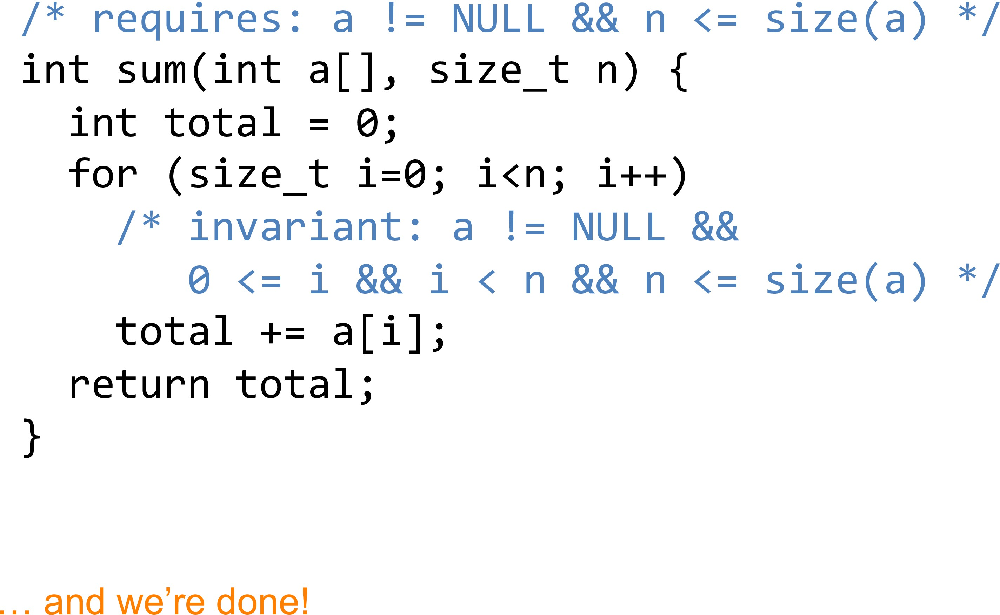 /* requires: a != NULL && n <= size(a) */
int sum(int a[], size_t n) {
  int total = 0;
  for (size_t i=0; i<n; i++)
    /* invariant: a != NULL &&
       0 <= i && i < n && n <= size(a) */
    total += a[i];
  return total;
}
… and we’re done!